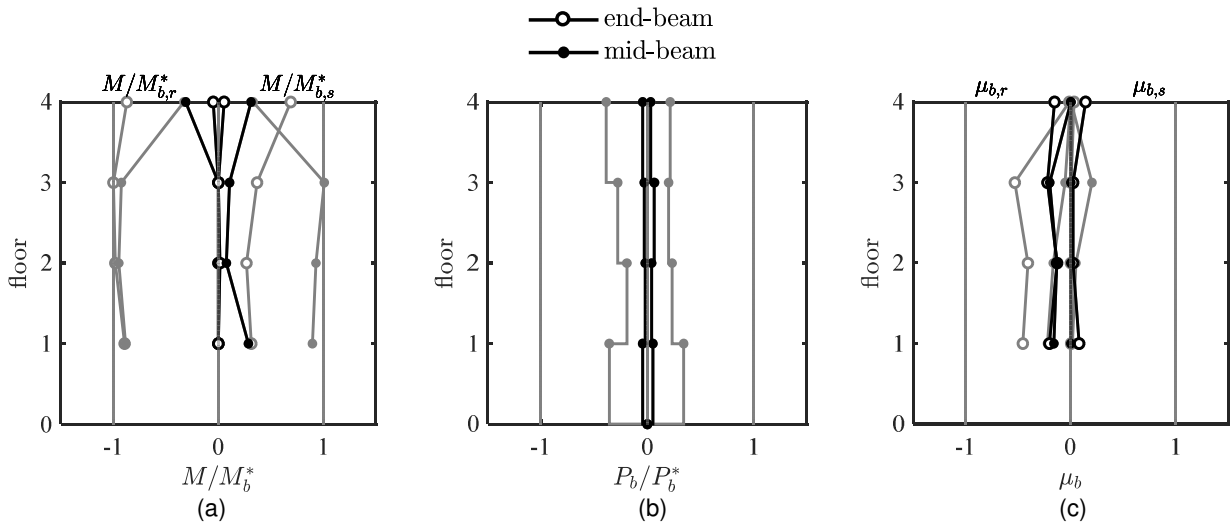 end-beam
mid-beam
M/M*b,r M/M*b,s
4
3
2
1
0
floor
-1 0 1
M/M*b
(a)
4
3
2
1
0
floor
-1 0 1
Pb/P*b
(b)
μb,r μb,s
4
3
2
1
0
floor
-1 0 1
μb
(c)